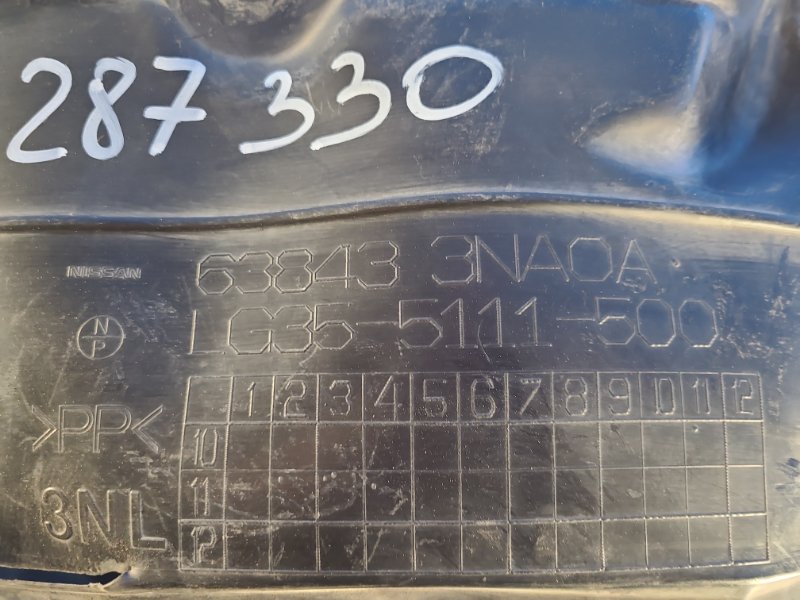 287 330
NISSAN 63843 3NA0A
N P LG35-5111-500
>PP< 1 2 3 4 5 6 7 8 9 10 11 12
10
11
3NL 12